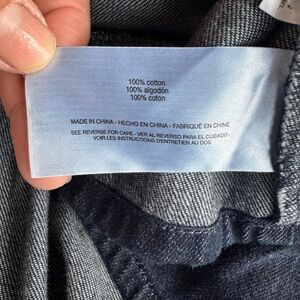 100% cotton
100% algodón
100% coton
MADE IN CHINA - HECHO EN CHINA - FABRIQUÉ EN CHINE
SEE REVERSE FOR CARE - VER AL REVERSO PARA EL CUIDADO -
VOIR LES INSTRUCTIONS D'ENTRETIEN AU DOS